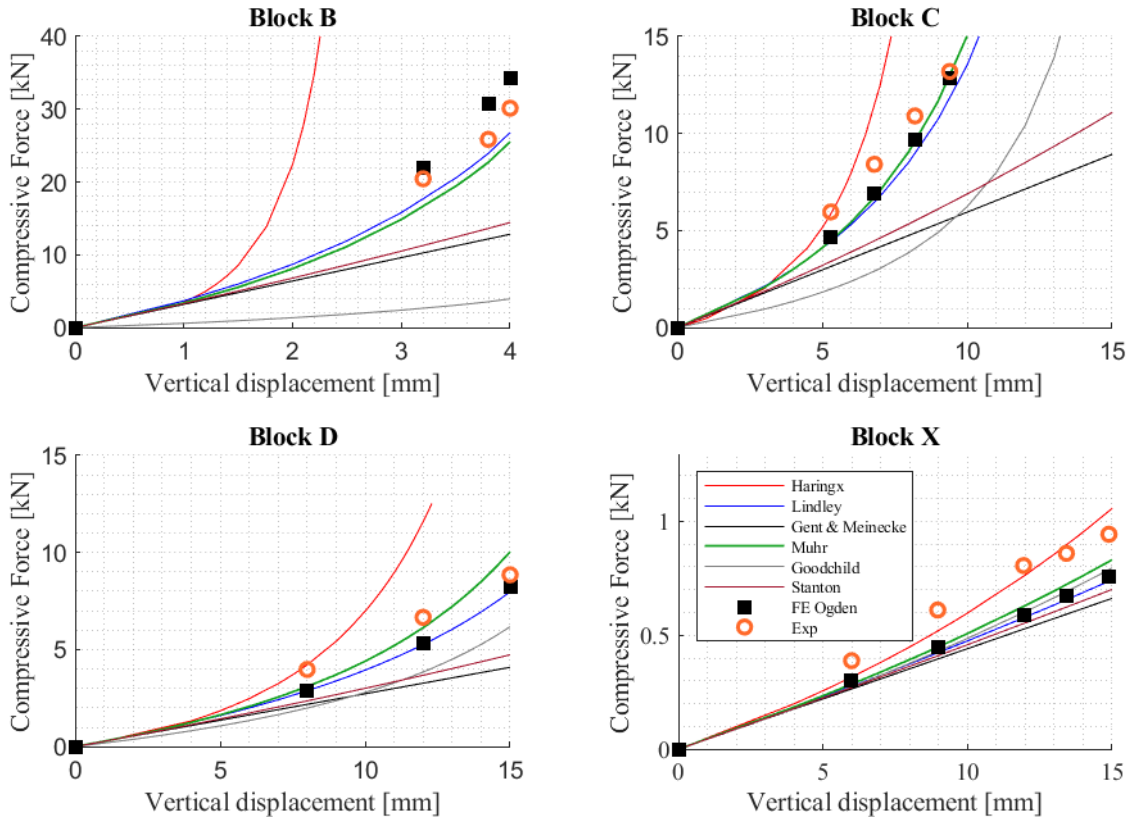 Block B
Compressive Force [kN]
40
30
20
10
0
0
1
2
3
4
Vertical displacement [mm]
Block C
Compressive Force [kN]
15
10
5
0
0
5
10
15
Vertical displacement [mm]
Block D
Compressive Force [kN]
15
10
5
0
0
5
10
15
Vertical displacement [mm]
Block X
Compressive Force [kN]
1
0.5
0
0
5
10
15
Vertical displacement [mm]
Haringx
Lindley
Gent & Meinecke
Muhr
Goodchild
Stanton
FE Ogden
Exp